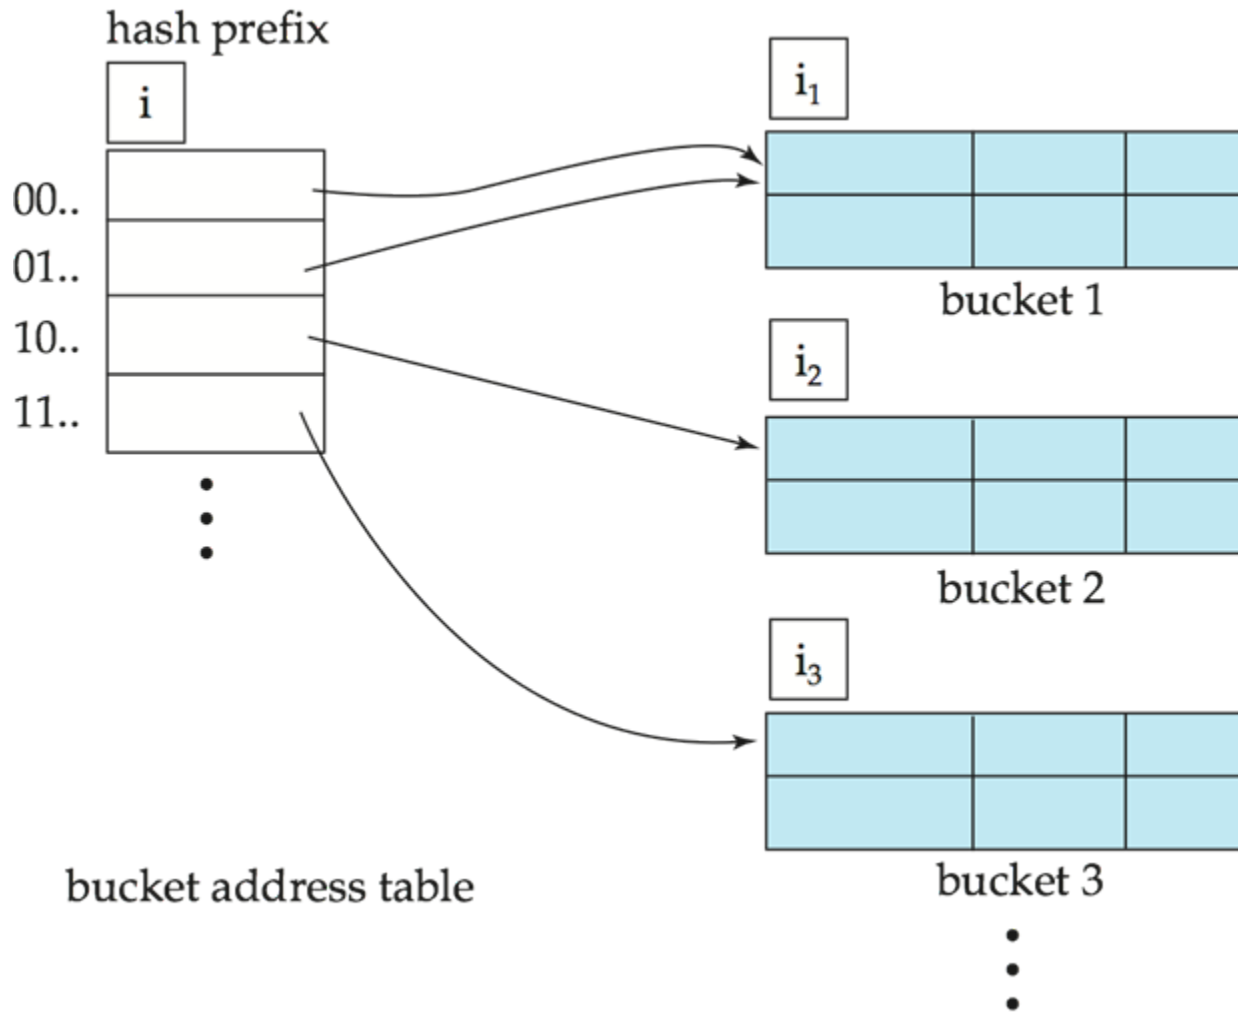 hash prefix
i
00..
01..
10..
11..
bucket address table
i₁
bucket 1
i₂
bucket 2
i₃
bucket 3